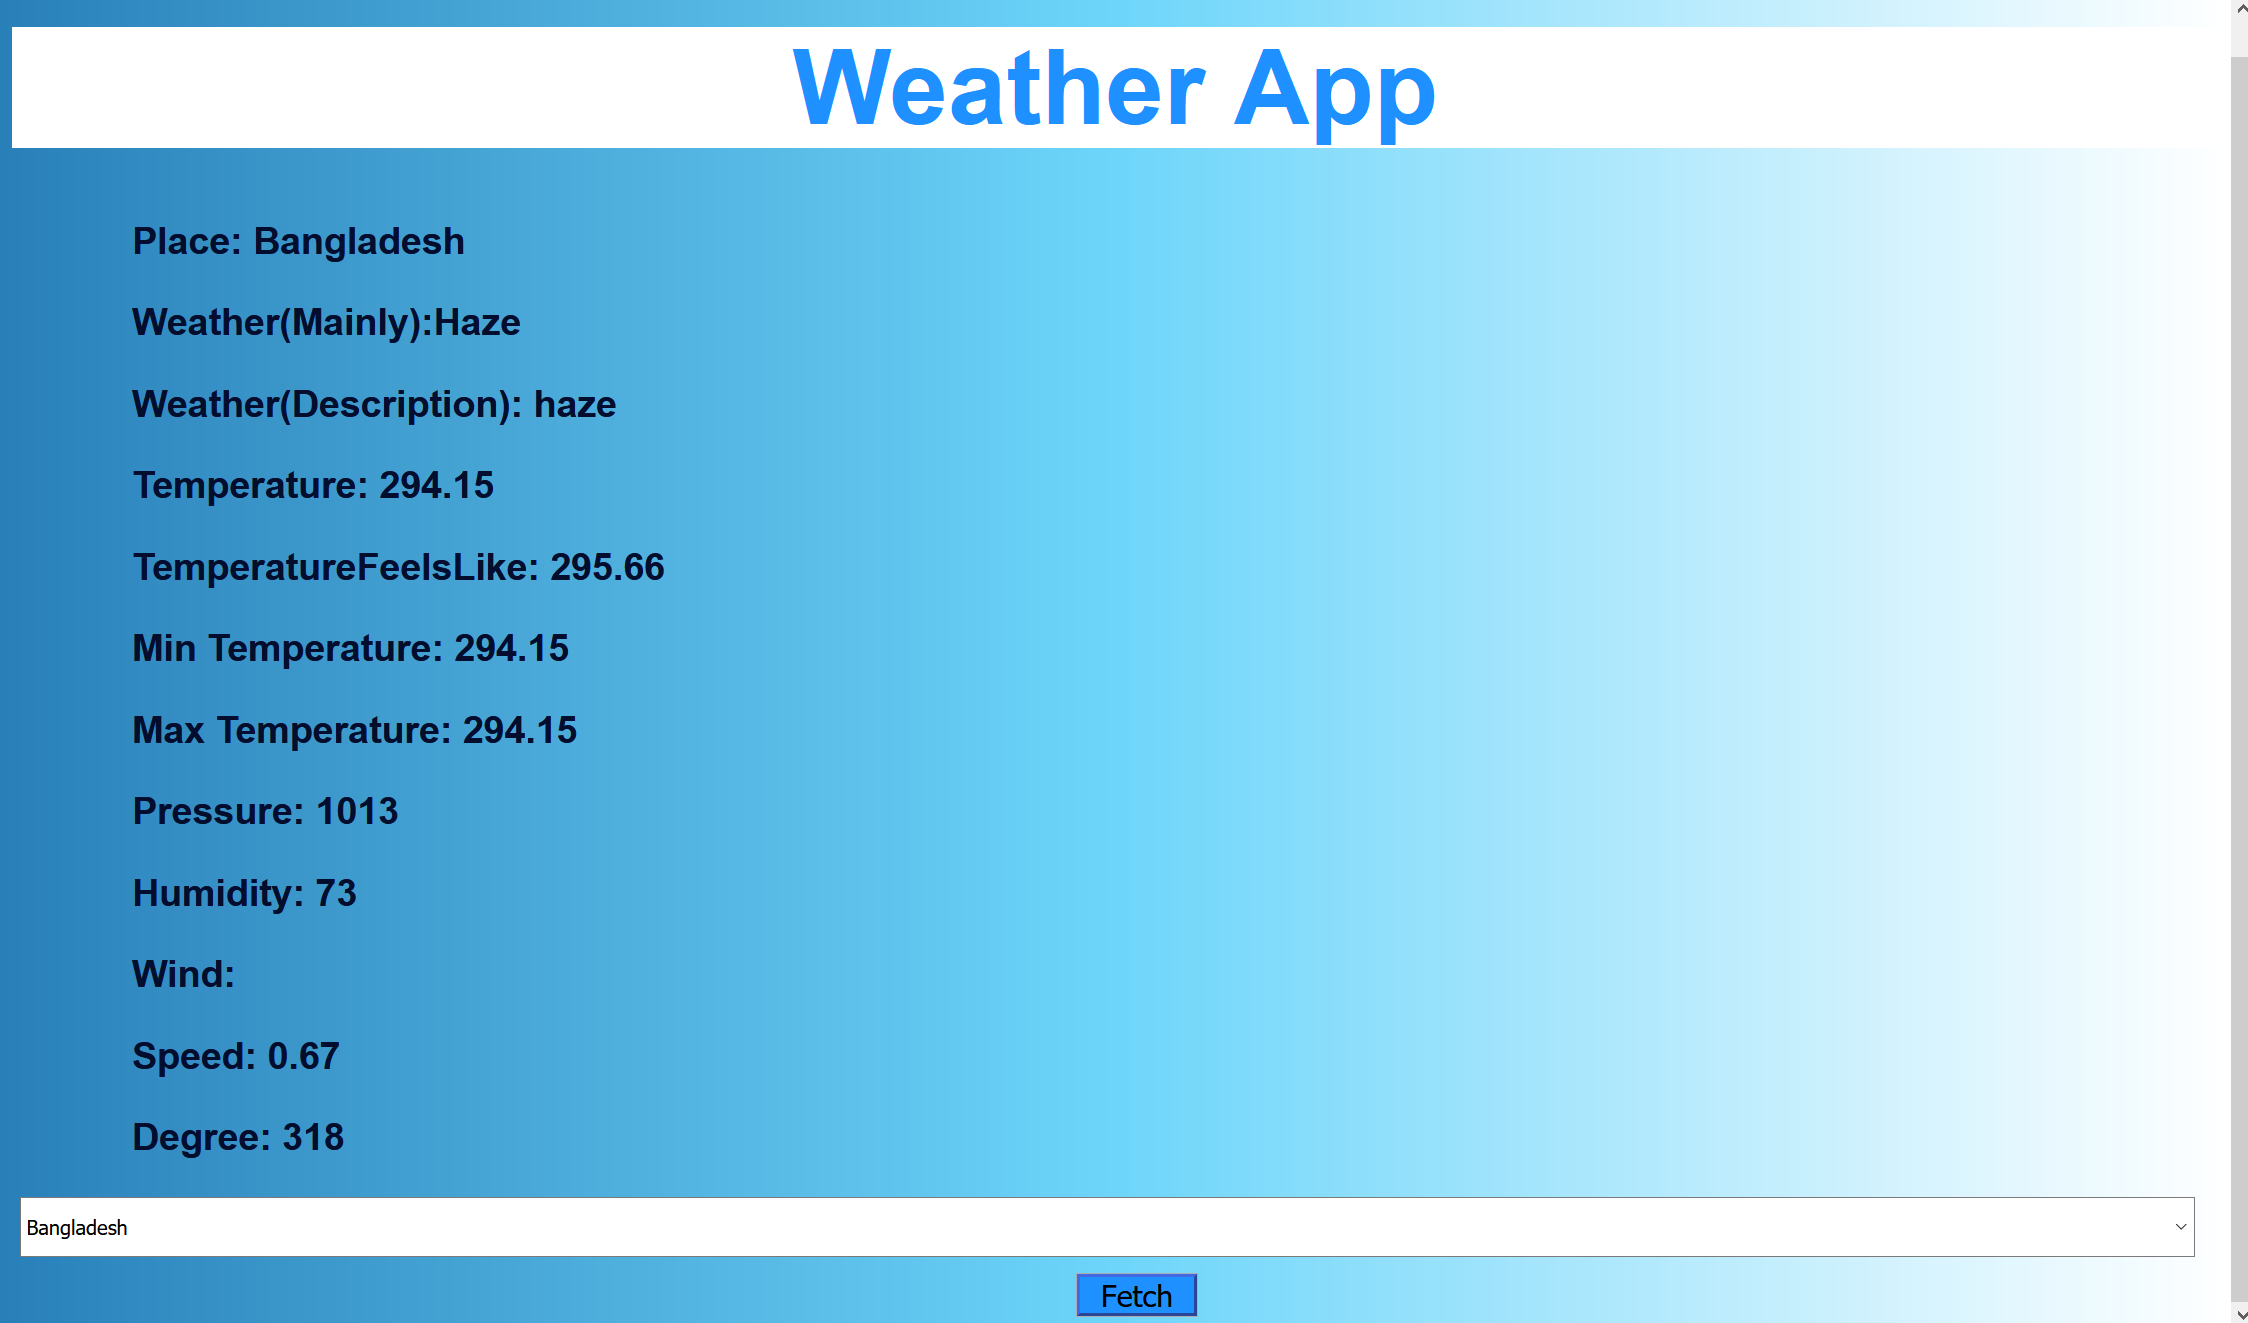 Weather App
Place: Bangladesh
Weather(Mainly):Haze
Weather(Description): haze
Temperature: 294.15
TemperatureFeelsLike: 295.66
Min Temperature: 294.15
Max Temperature: 294.15
Pressure: 1013
Humidity: 73
Wind:
Speed: 0.67
Degree: 318
Bangladesh
Fetch